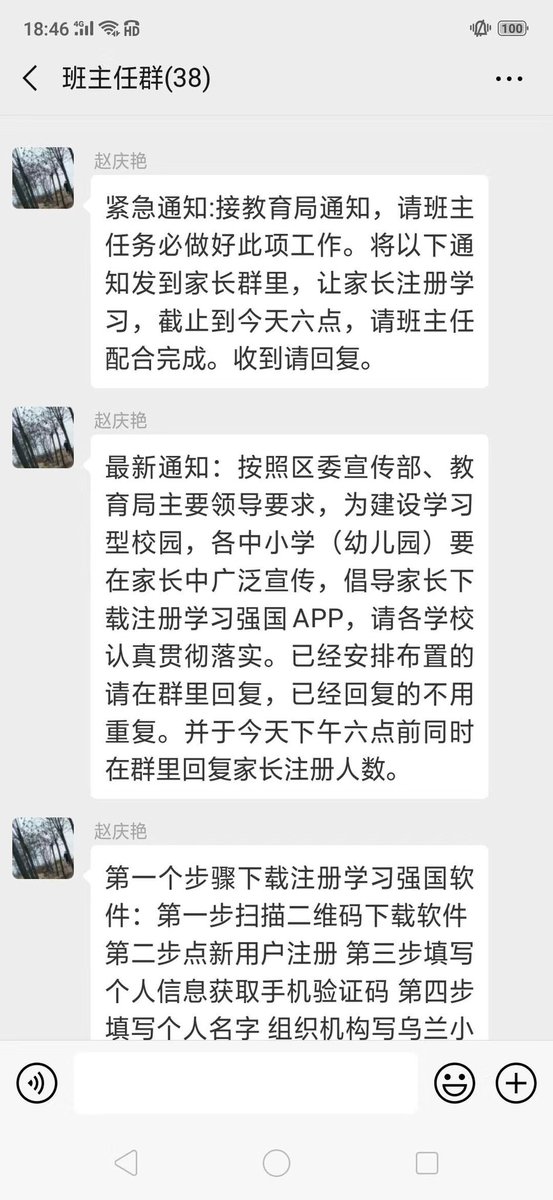 18:46 4G HD 100
班主任群(38)
赵庆艳
紧急通知:接教育局通知，请班主
任务必做好此项工作。将以下通
知发到家长群里，让家长注册学
习，截止到今天六点，请班主任
配合完成。收到请回复。
赵庆艳
最新通知：按照区委宣传部、教
育局主要领导要求，为建设学习
型校园，各中小学（幼儿园）要
在家长中广泛宣传，倡导家长下
载注册学习强国APP，请各学校
认真贯彻落实。已经安排布置的
请在群里回复，已经回复的不用
重复。并于今天下午六点前同时
在群里回复家长注册人数。
赵庆艳
第一个步骤下载注册学习强国软
件：第一步扫描二维码下载软件
第二步点新用户注册 第三步填写
个人信息获取手机验证码 第四步
填写个人名字 组织机构写乌兰小